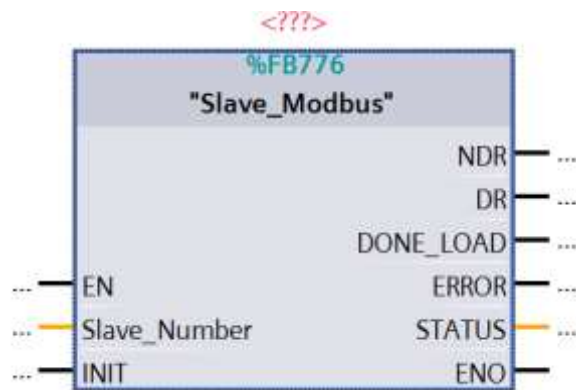 <???>
%FB776
"Slave_Modbus"
NDR ...
DR ...
DONE_LOAD ...
... EN ERROR ...
... Slave_Number STATUS ...
... INIT ENO